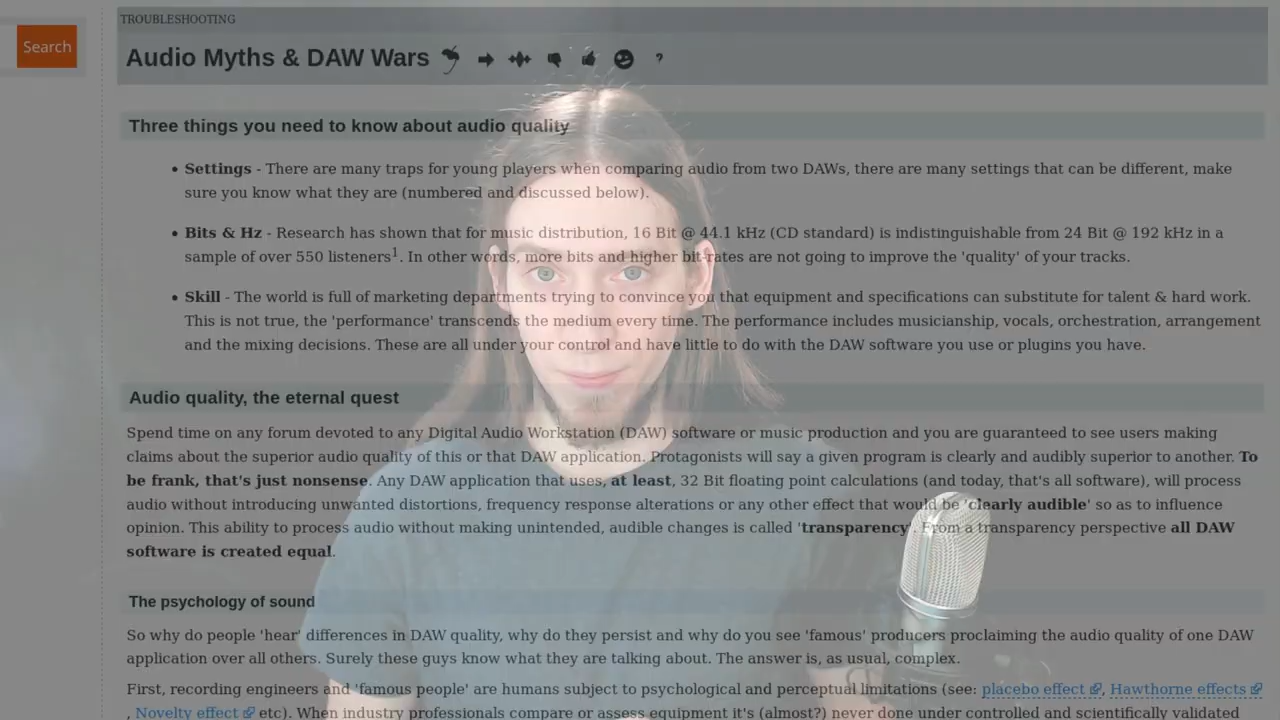 TROUBLESHOOTING
Search
Audio Myths & DAW Wars
?
Three things you need to know about audio quality
• Settings - There are many traps for young players when comparing audio from two DAWs, there are many settings that can be different, make
sure you know what they are (numbered and discussed below).
• Bits & Hz - Research has shown that for music distribution, 16 Bit @ 44.1 kHz (CD standard) is indistinguishable from 24 Bit @ 192 kHz in a
sample of over 550 listeners1. In other words, more bits and higher bit-rates are not going to improve the 'quality' of your tracks.
• Skill - The world is full of marketing departments trying to convince you that equipment and specifications can substitute for talent & hard work.
This is not true, the 'performance' transcends the medium every time. The performance includes musicianship, vocals, orchestration, arrangement
and the mixing decisions. These are all under your control and have little to do with the DAW software you use or plugins you have.
Audio quality, the eternal quest
Spend time on any forum devoted to any Digital Audio Workstation (DAW) software or music production and you are guaranteed to see users making
claims about the superior audio quality of this or that DAW application. Protagonists will say a given program is clearly and audibly superior to another. To
be frank, that's just nonsense. Any DAW application that uses, at least, 32 Bit floating point calculations (and today, that's all software), will process
audio without introducing unwanted distortions, frequency response alterations or any other effect that would be 'clearly audible' so as to influence
opinion. This ability to process audio without making unintended, audible changes is called 'transparency'. From a transparency perspective all DAW
software is created equal.
The psychology of sound
So why do people 'hear' differences in DAW quality, why do they persist and why do you see 'famous' producers proclaiming the audio quality of one DAW
application over all others. Surely these guys know what they are talking about. The answer is, as usual, complex.
First, recording engineers and 'famous people' are humans subject to psychological and perceptual limitations (see: placebo effect, Hawthorne effects
, Novelty effect etc). When industry professionals compare or assess equipment it's (almost?) never done under controlled and scientifically validated